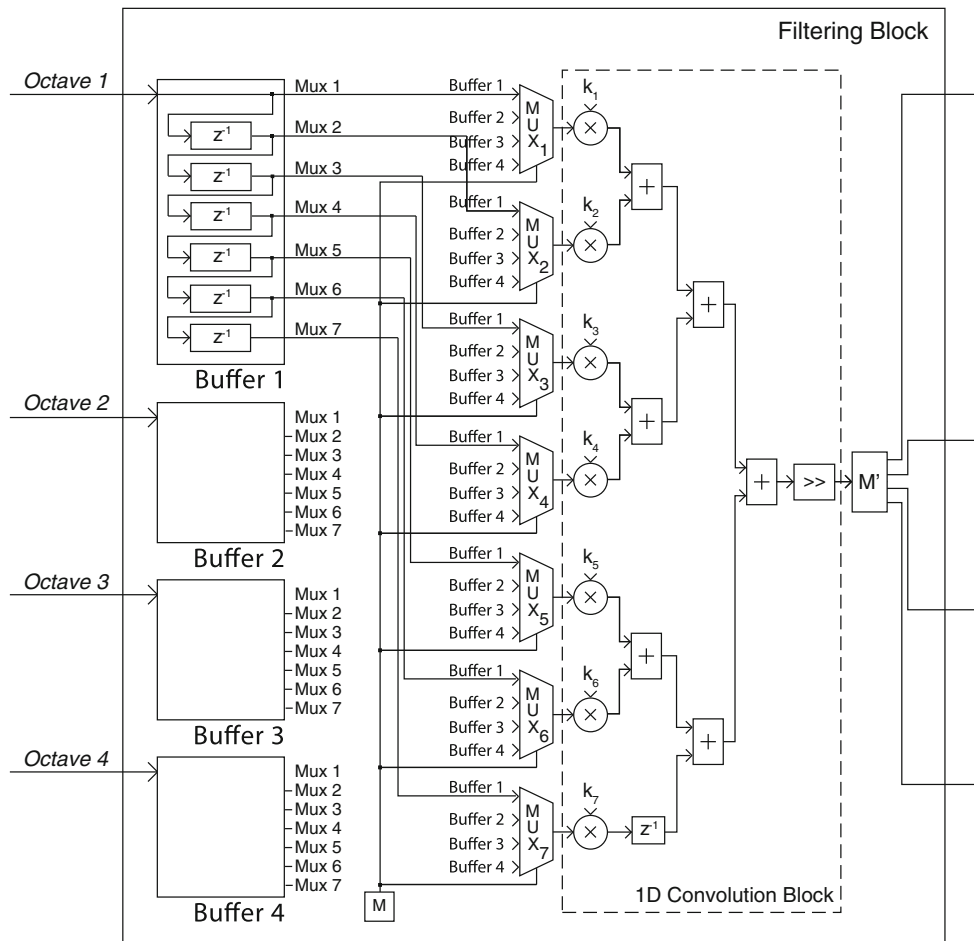 Filtering Block
Octave 1
Mux 1
z-1
Mux 2
z-1
Mux 3
z-1
Mux 4
z-1
Mux 5
z-1
Mux 6
z-1
Mux 7
Buffer 1
Octave 2
Mux 1
Mux 2
Mux 3
Mux 4
Mux 5
Mux 6
Mux 7
Buffer 2
Octave 3
Mux 1
Mux 2
Mux 3
Mux 4
Mux 5
Mux 6
Mux 7
Buffer 3
Octave 4
Mux 1
Mux 2
Mux 3
Mux 4
Mux 5
Mux 6
Mux 7
Buffer 4
M
Buffer 1
Buffer 2
Buffer 3
Buffer 4
MUX1
k1
×
Buffer 1
Buffer 2
Buffer 3
Buffer 4
MUX2
k2
×
+
Buffer 1
Buffer 2
Buffer 3
Buffer 4
MUX3
k3
×
+
Buffer 1
Buffer 2
Buffer 3
Buffer 4
MUX4
k4
×
+
Buffer 1
Buffer 2
Buffer 3
Buffer 4
MUX5
k5
×
Buffer 1
Buffer 2
Buffer 3
Buffer 4
MUX6
k6
×
+
Buffer 1
Buffer 2
Buffer 3
Buffer 4
MUX7
k7
×
z-1
+
+
>>
M'
1D Convolution Block